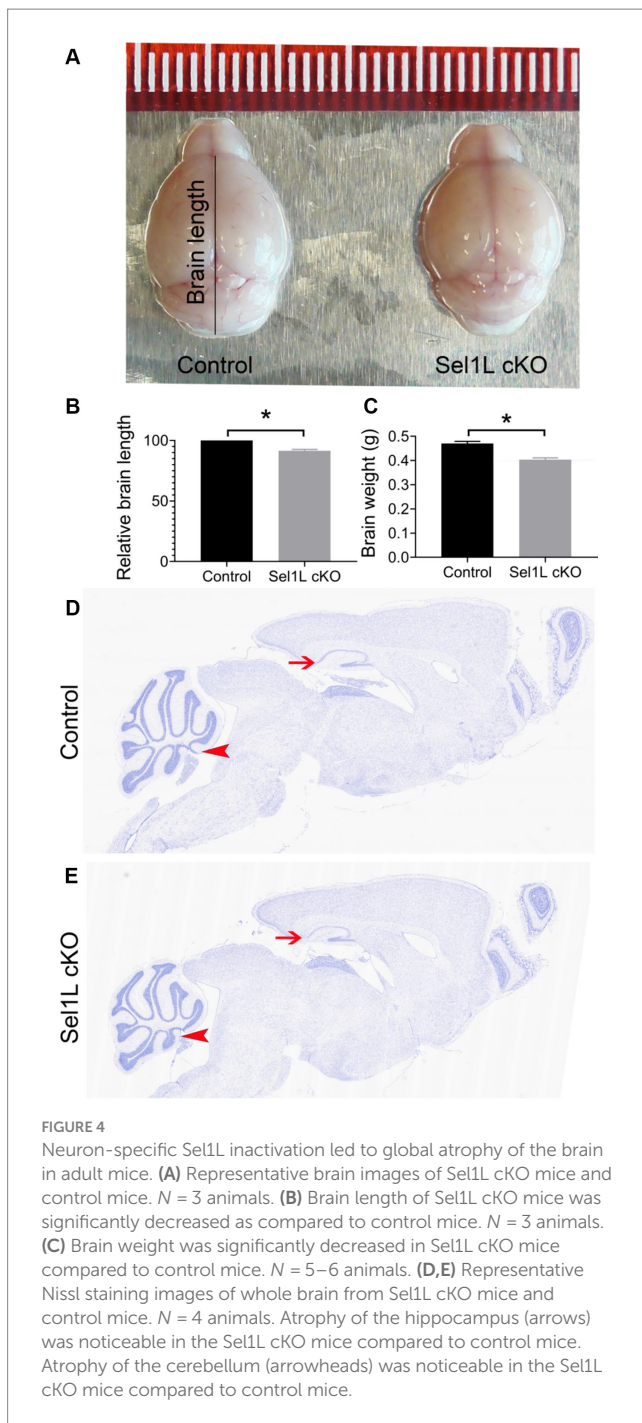 A
Brain length
Control
Sel1L cKO
B
C
Relative brain length
100
50
0
*
Control
Sel1L cKO
Brain weight (g)
0.5
0.4
0.3
0.2
0.1
0.0
*
Control
Sel1L cKO
D
Control
E
Sel1L cKO
FIGURE 4
Neuron-specific Sel1L inactivation led to global atrophy of the brain
in adult mice. (A) Representative brain images of Sel1L cKO mice and
control mice. N = 3 animals. (B) Brain length of Sel1L cKO mice was
significantly decreased as compared to control mice. N = 3 animals.
(C) Brain weight was significantly decreased in Sel1L cKO mice
compared to control mice. N = 5–6 animals. (D,E) Representative
Nissl staining images of whole brain from Sel1L cKO mice and
control mice. N = 4 animals. Atrophy of the hippocampus (arrows)
was noticeable in the Sel1L cKO mice compared to control mice.
Atrophy of the cerebellum (arrowheads) was noticeable in the Sel1L
cKO mice compared to control mice.